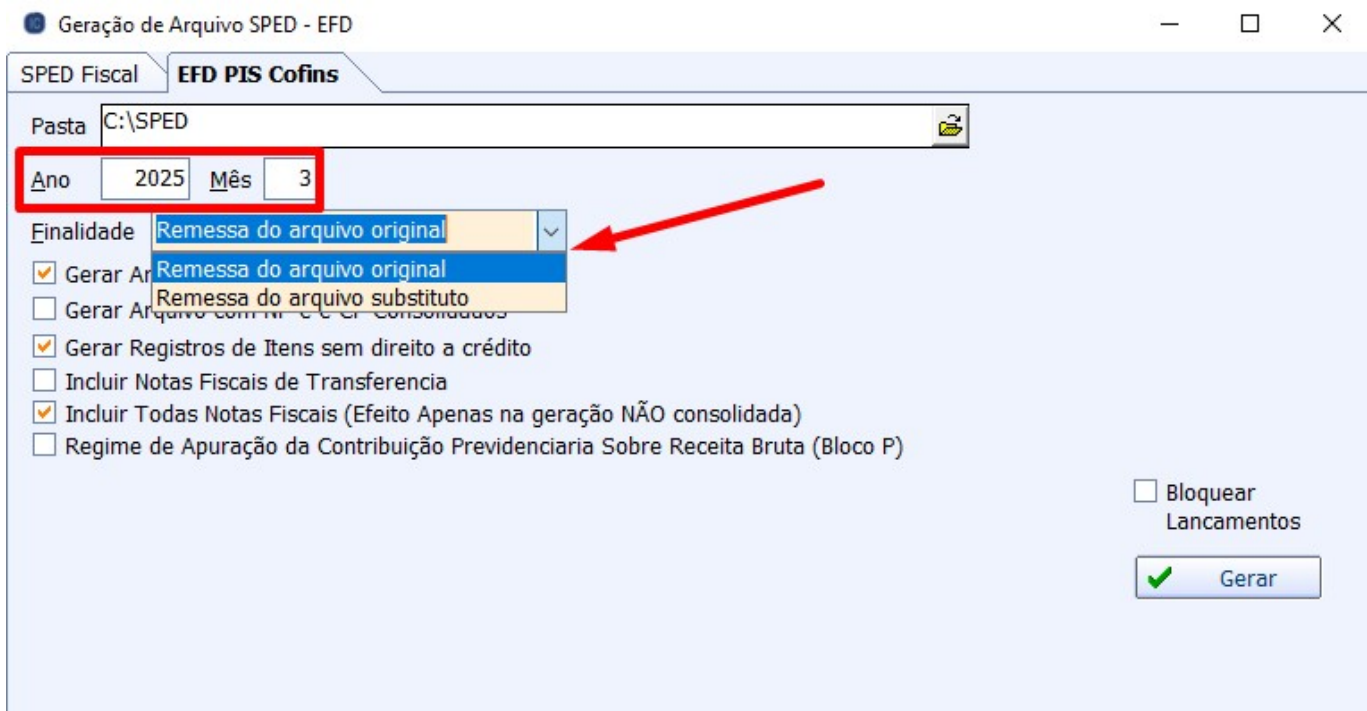 Geração de Arquivo SPED - EFD
SPED Fiscal EFD PIS Cofins
Pasta C:\SPED
Ano 2025 Mês 3
Finalidade Remessa do arquivo original
Remessa do arquivo original
Remessa do arquivo substituto
Gerar
Gerar
Gerar Registros de Itens sem direito a crédito
Incluir Notas Fiscais de Transferencia
Incluir Todas Notas Fiscais (Efeito Apenas na geração NÃO consolidada)
Regime de Apuração da Contribuição Previdenciaria Sobre Receita Bruta (Bloco P)
Bloquear
Lancamentos
Gerar